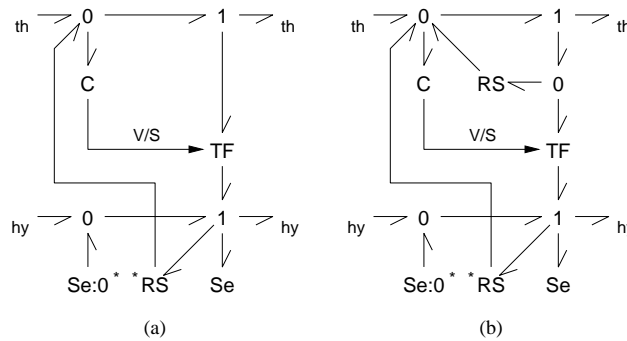 th 0 1 th
C
V/S
TF
hy 0 1 hy
Se:0 * * RS Se
(a)
th 0 1 th
C RS 0
V/S
TF
hy 0 1 hy
Se:0 * * RS Se
(b)